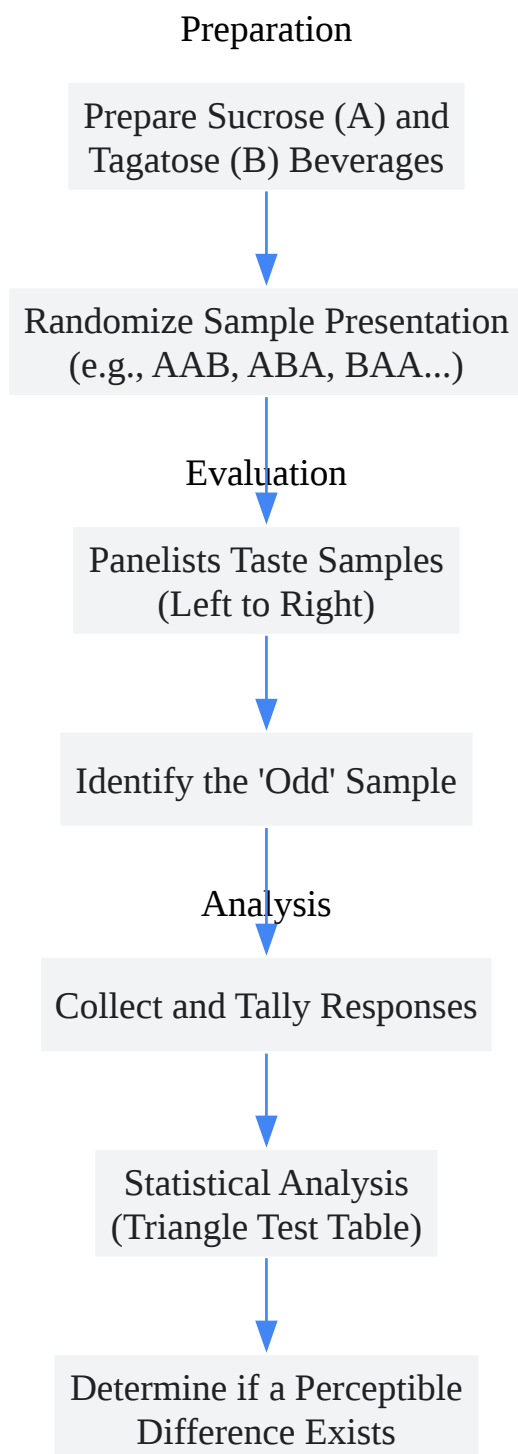 Preparation
Prepare Sucrose (A) and
Tagatose (B) Beverages
Randomize Sample Presentation
(e.g., AAB, ABA, BAA...)
Evaluation
Panelists Taste Samples
(Left to Right)
Identify the 'Odd' Sample
Analysis
Collect and Tally Responses
Statistical Analysis
(Triangle Test Table)
Determine if a Perceptible
Difference Exists